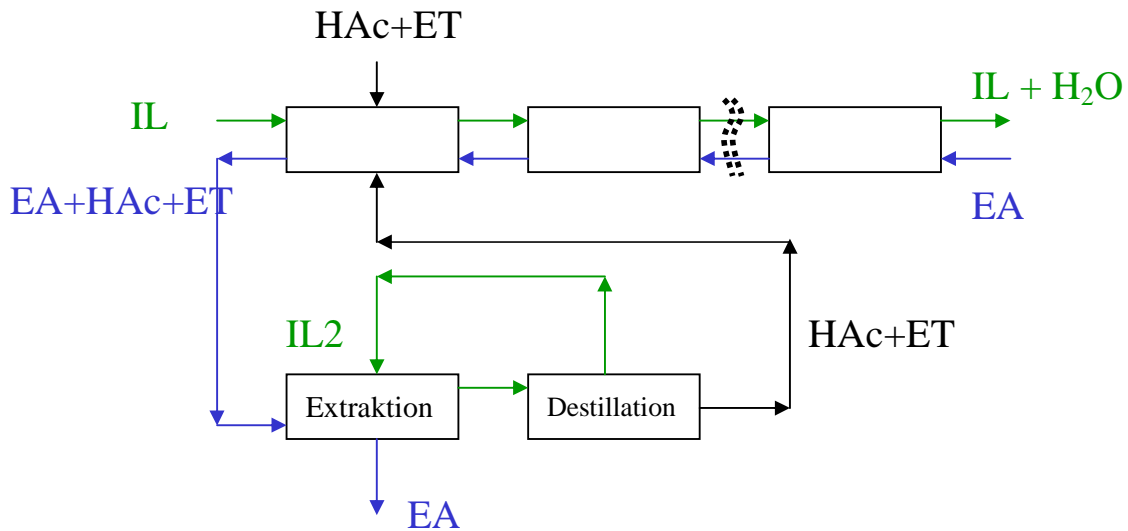 HAc+ET
IL
IL + H₂O
EA+HAc+ET
EA
IL2
HAc+ET
Extraktion
Destillation
EA